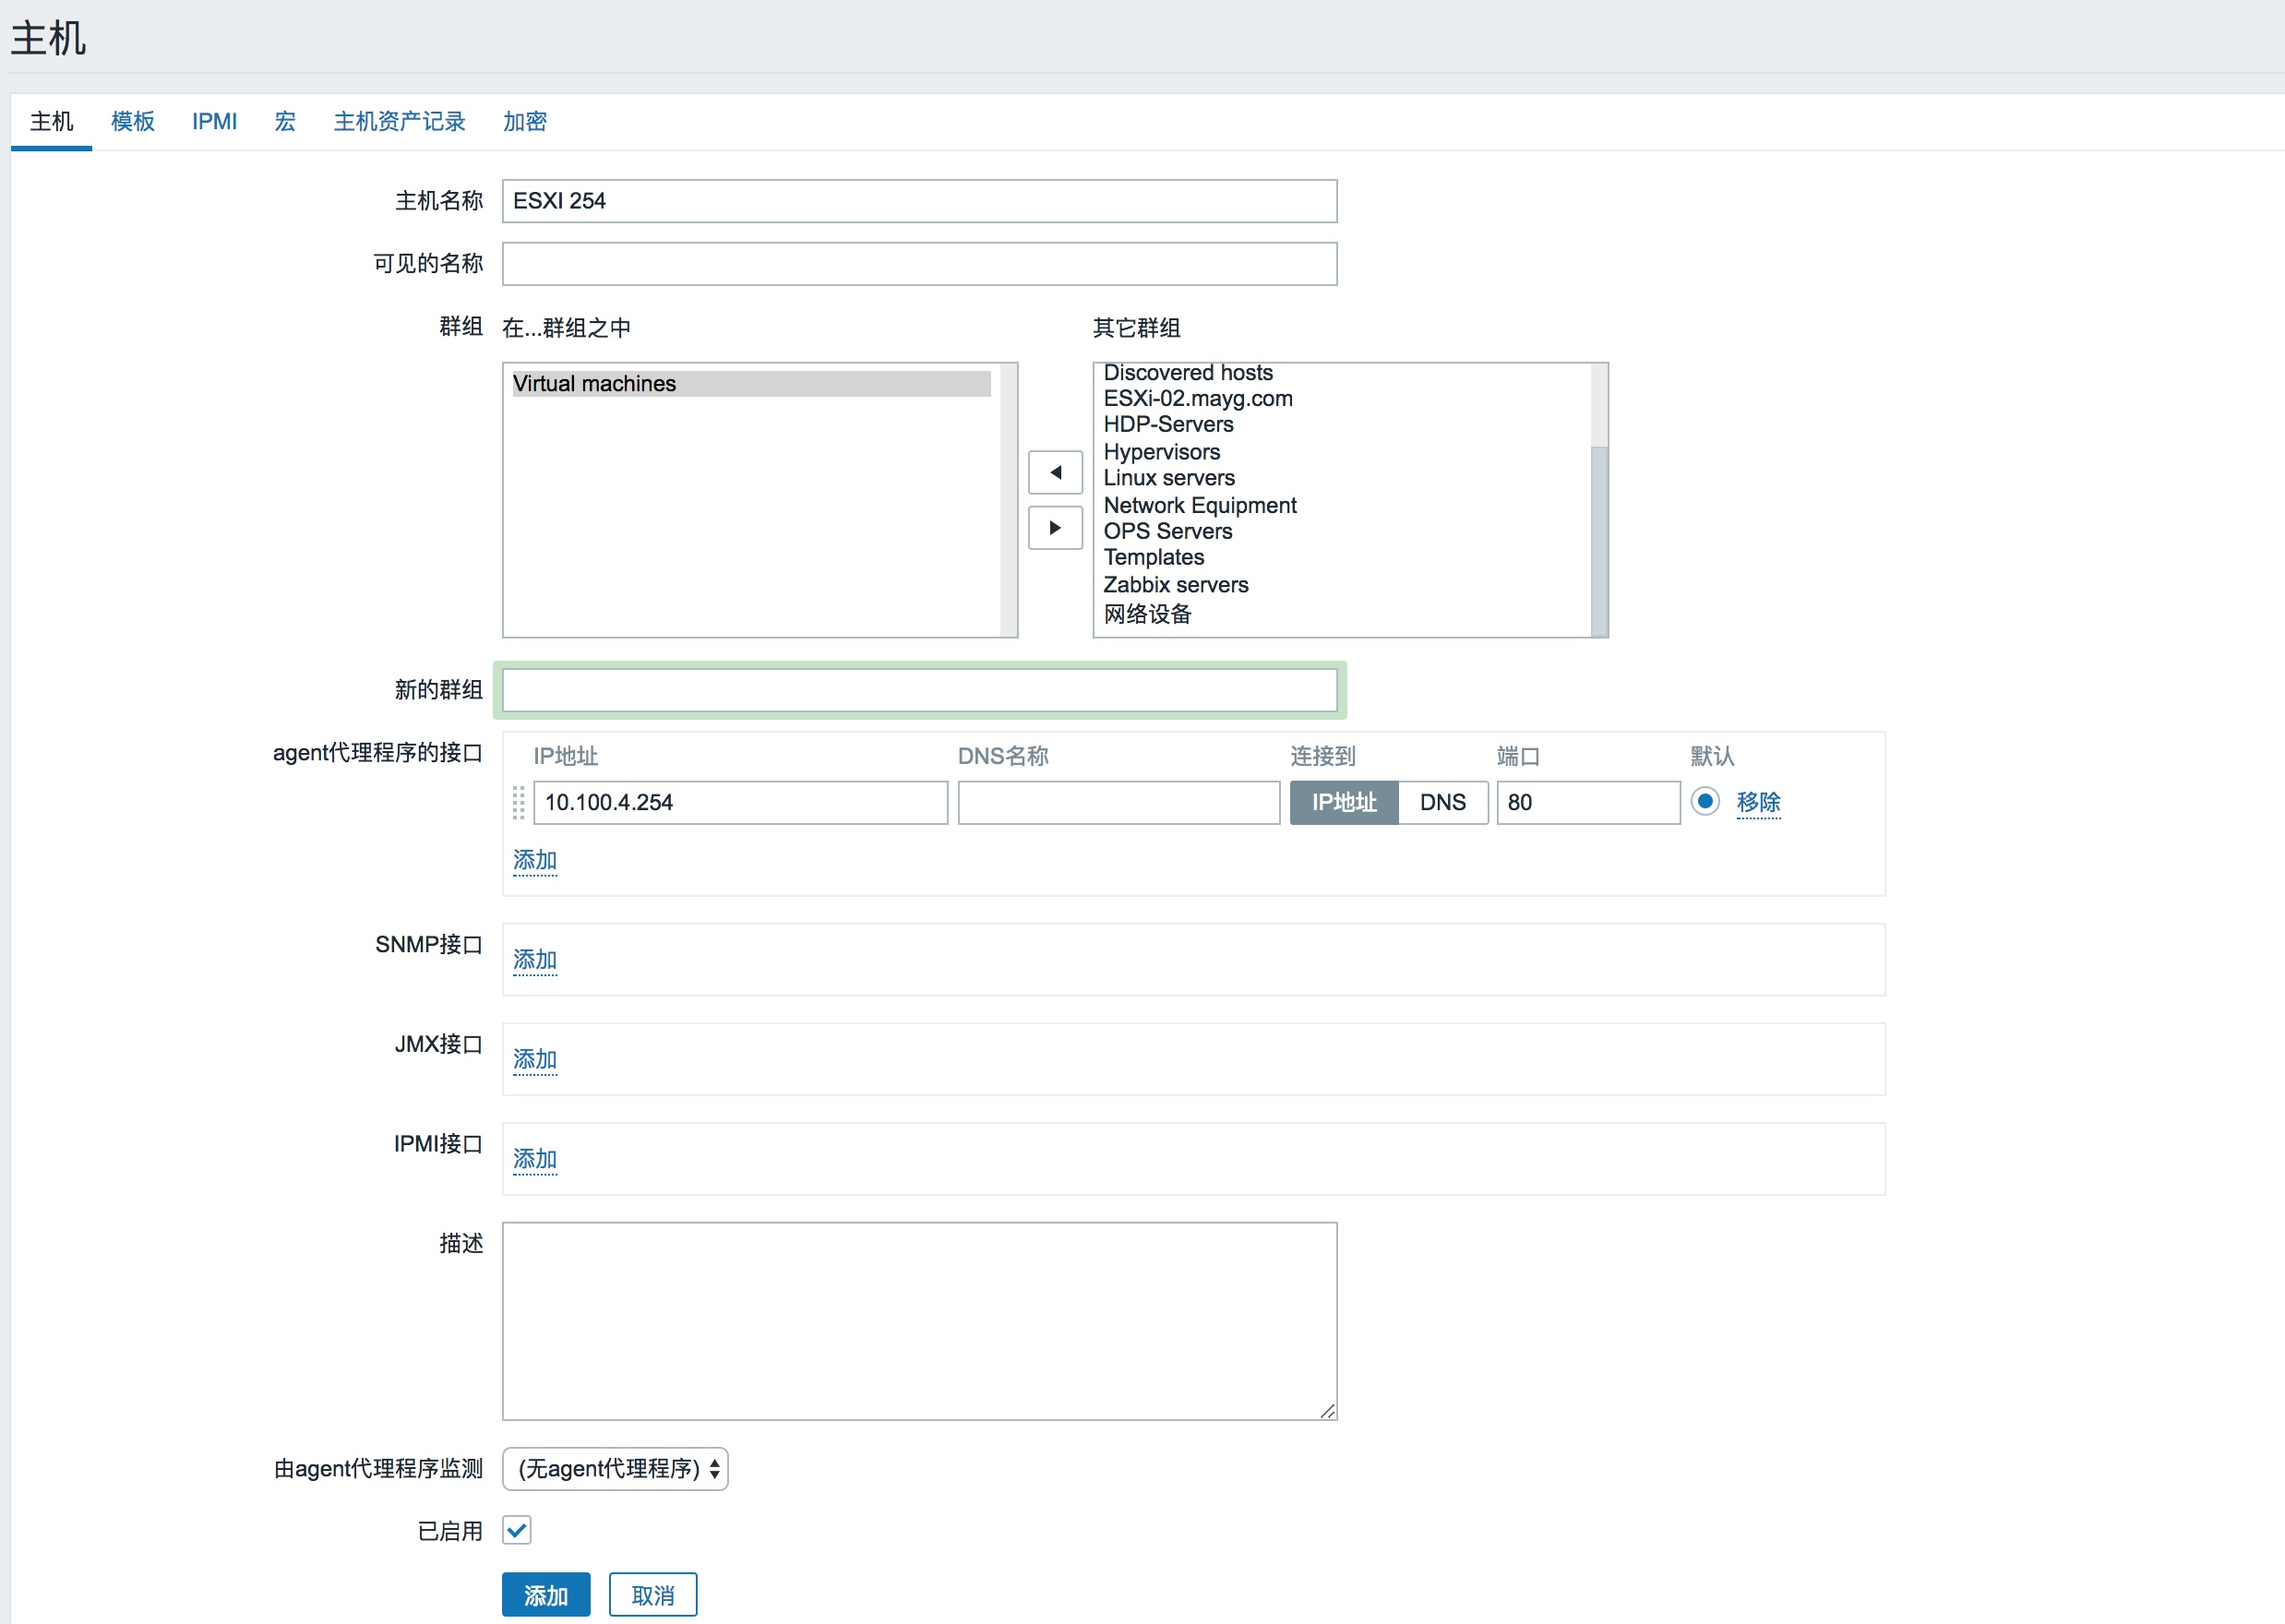 主机
主机 模板 IPMI 宏 主机资产记录 加密
主机名称 ESXI 254
可见的名称
群组 在...群组之中 其它群组
Virtual machines
Discovered hosts
ESXi-02.mayg.com
HDP-Servers
Hypervisors
Linux servers
Network Equipment
OPS Servers
Templates
Zabbix servers
网络设备
新的群组
agent代理程序的接口 IP地址 DNS名称 连接到 端口 默认
10.100.4.254 IP地址 DNS 80 移除
添加
SNMP接口 添加
JMX接口 添加
IPMI接口 添加
描述
由agent代理程序监测 (无agent代理程序)
已启用
添加 取消